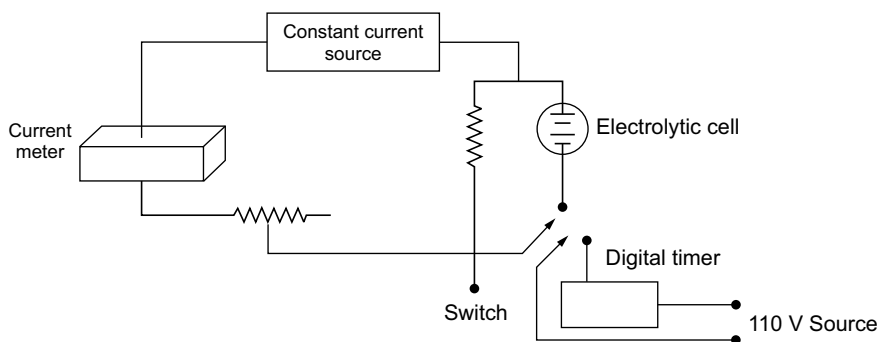 Constant current
source
Current
meter
Electrolytic cell
Digital timer
Switch
110 V Source